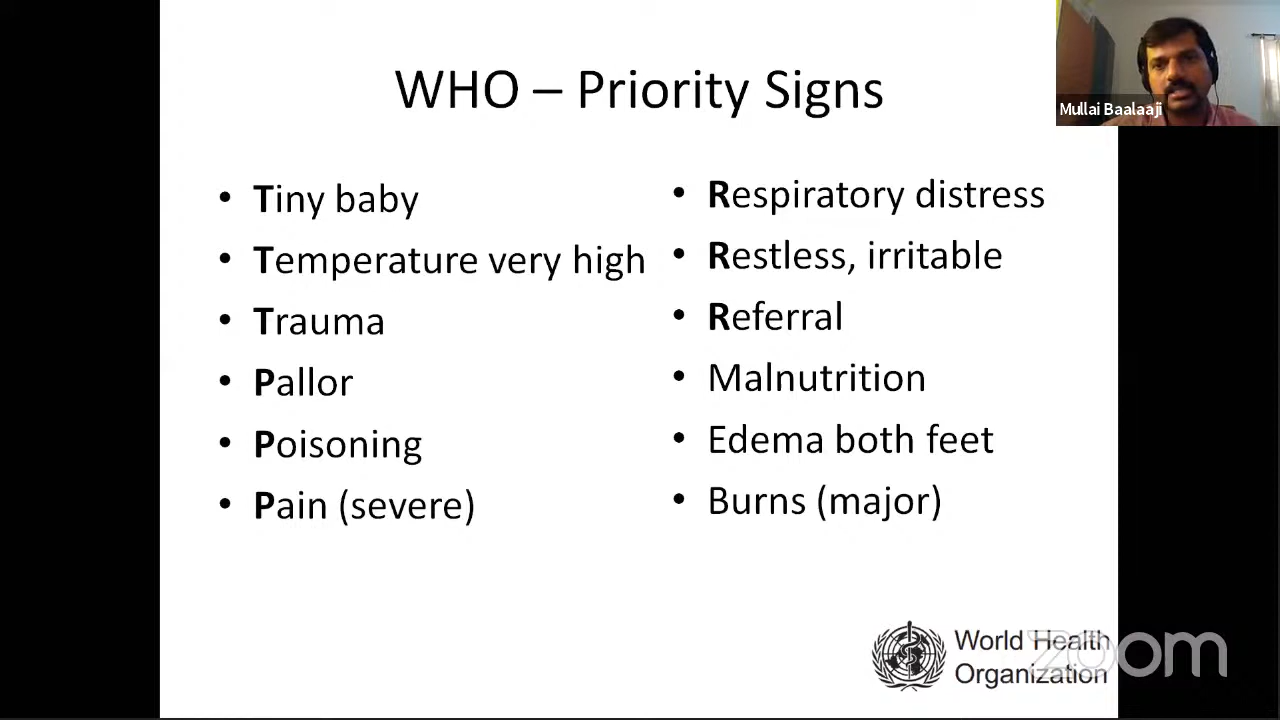 WHO – Priority Signs
Mullai Baalaaji
• Tiny baby
• Temperature very high
• Trauma
• Pallor
• Poisoning
• Pain (severe)
• Respiratory distress
• Restless, irritable
• Referral
• Malnutrition
• Edema both feet
• Burns (major)
World Health
Organization
zoom